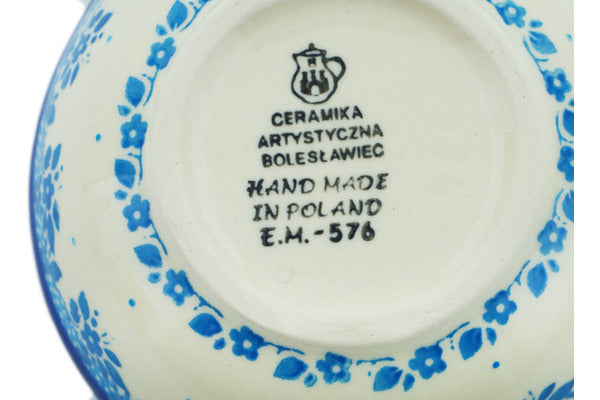 CERAMIKA
ARTYSTYCZNA
BOLESŁAWIEC
HAND MADE
IN POLAND
E.M.-576